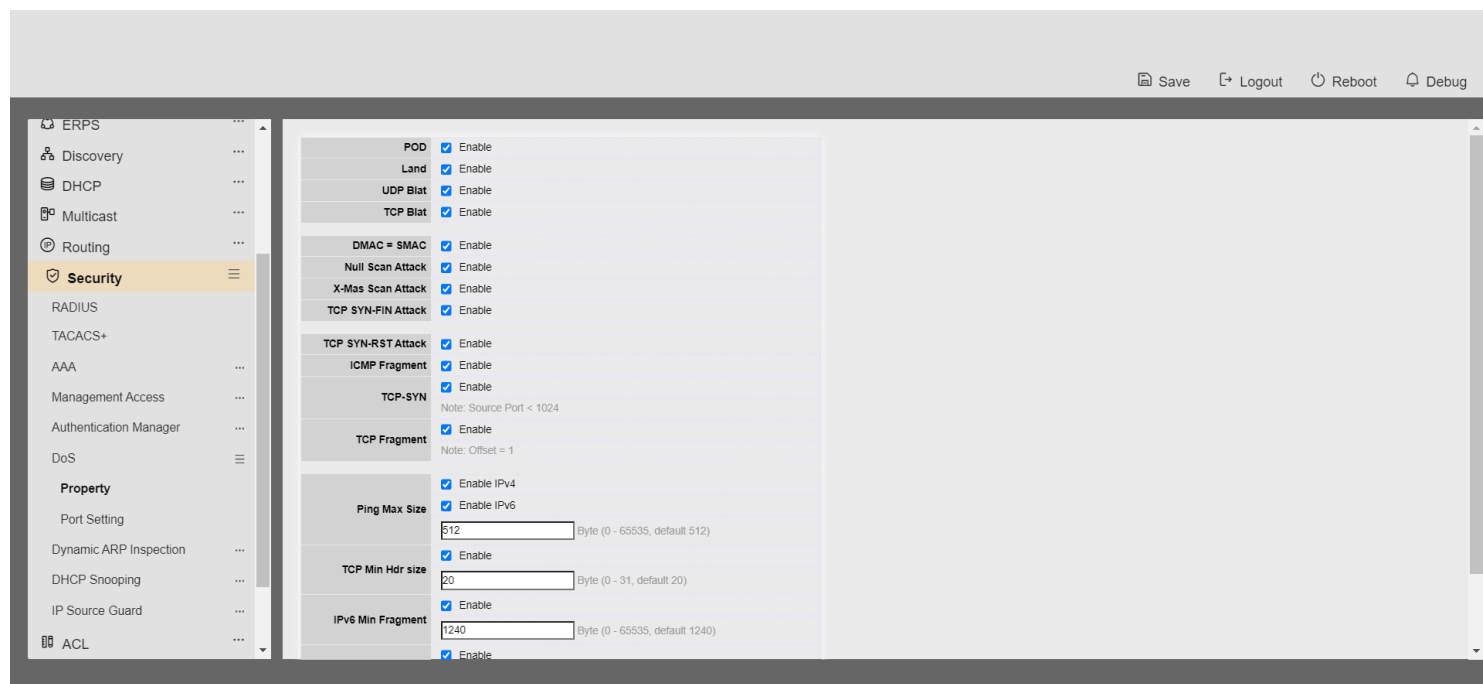 Save Logout Reboot Debug
ERPS ...
Discovery ...
DHCP ...
Multicast ...
Routing ...
Security
RADIUS
TACACS+
AAA ...
Management Access ...
Authentication Manager ...
DoS
Property
Port Setting
Dynamic ARP Inspection ...
DHCP Snooping ...
IP Source Guard ...
ACL ...
POD Enable
Land Enable
UDP Blat Enable
TCP Blat Enable
DMAC = SMAC Enable
Null Scan Attack Enable
X-Mas Scan Attack Enable
TCP SYN-FIN Attack Enable
TCP SYN-RST Attack Enable
ICMP Fragment Enable
TCP-SYN Enable
Note: Source Port < 1024
TCP Fragment Enable
Note: Offset = 1
Ping Max Size Enable IPv4
Enable IPv6
512 Byte (0 - 65535, default 512)
TCP Min Hdr size Enable
20 Byte (0 - 31, default 20)
IPv6 Min Fragment Enable
1240 Byte (0 - 65535, default 1240)
Enable